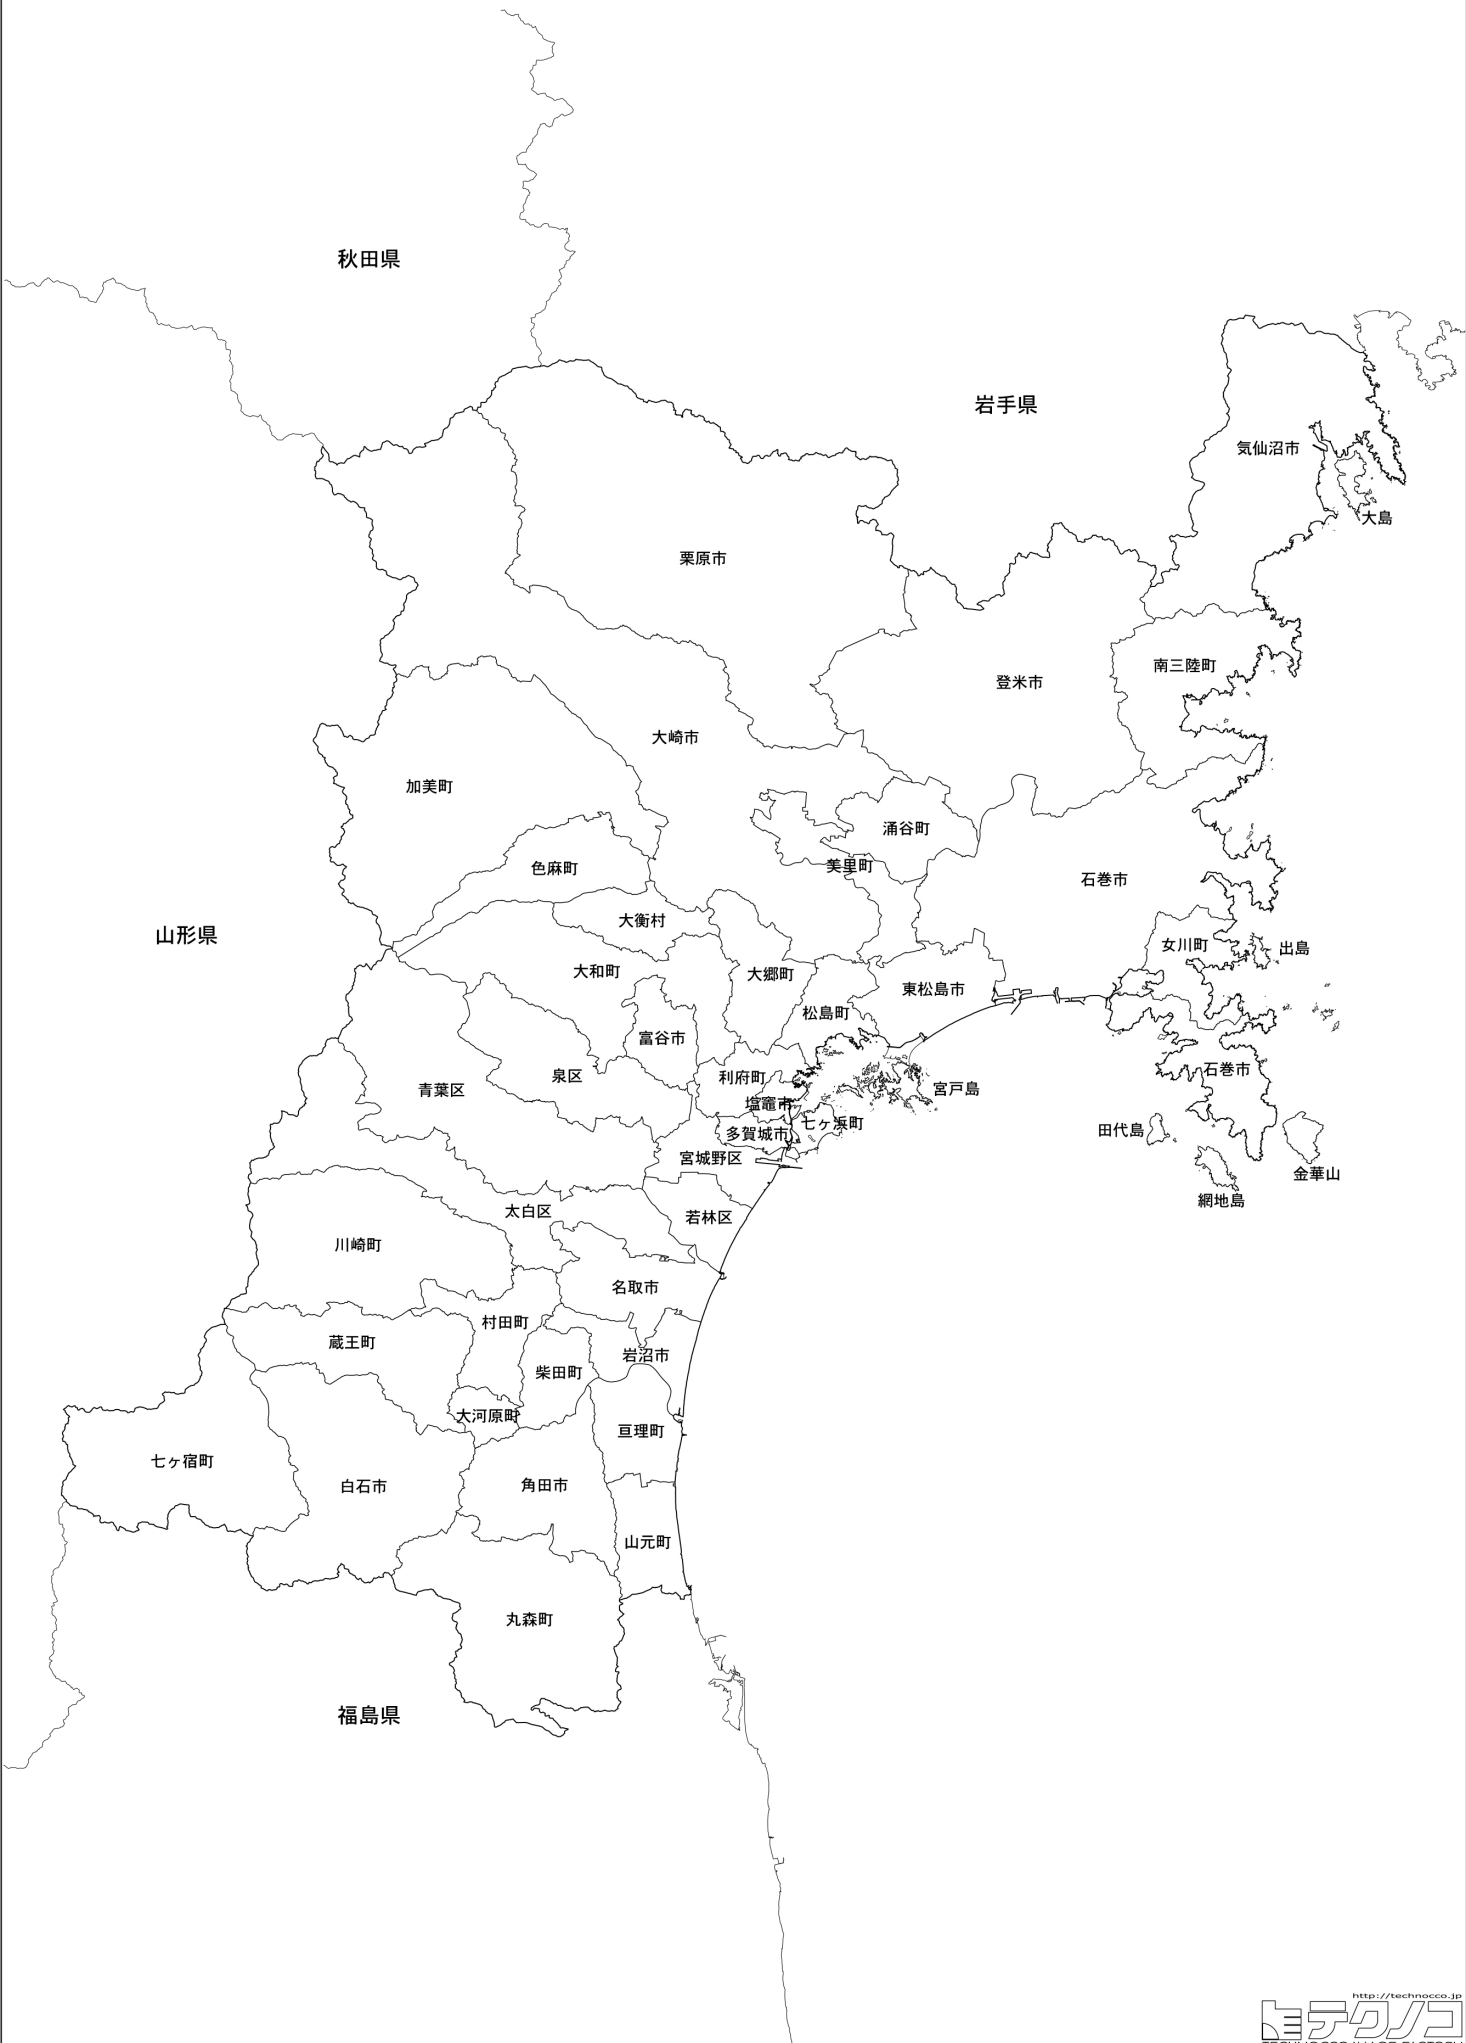 秋田県
岩手県
気仙沼市
大島
栗原市
南三陸町
登米市
大崎市
加美町
涌谷町
美里町
色麻町
石巻市
大衡村
山形県
女川町
出島
大和町
大郷町
東松島市
松島町
富谷市
石巻市
泉区
利府町
青葉区
宮戸島
塩竈市
七ヶ浜町
田代島
多賀城市
宮城野区
金華山
網地島
太白区
若林区
川崎町
名取市
村田町
蔵王町
岩沼市
柴田町
大河原町
亘理町
七ヶ宿町
白石市
角田市
山元町
丸森町
福島県
http://technocco.jp
テクノコ